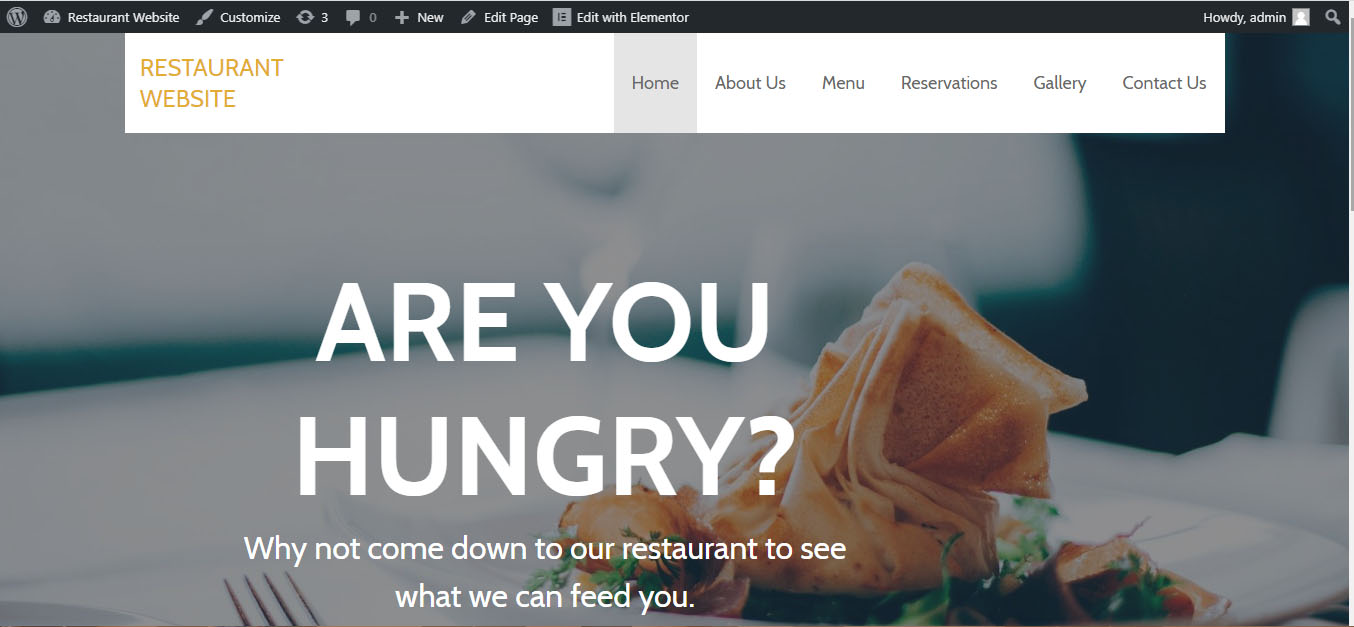 Restaurant Website Customize 3 0 New Edit Page Edit with Elementor Howdy, admin
RESTAURANT
WEBSITE
Home About Us Menu Reservations Gallery Contact Us
ARE YOU
HUNGRY?
Why not come down to our restaurant to see
what we can feed you.